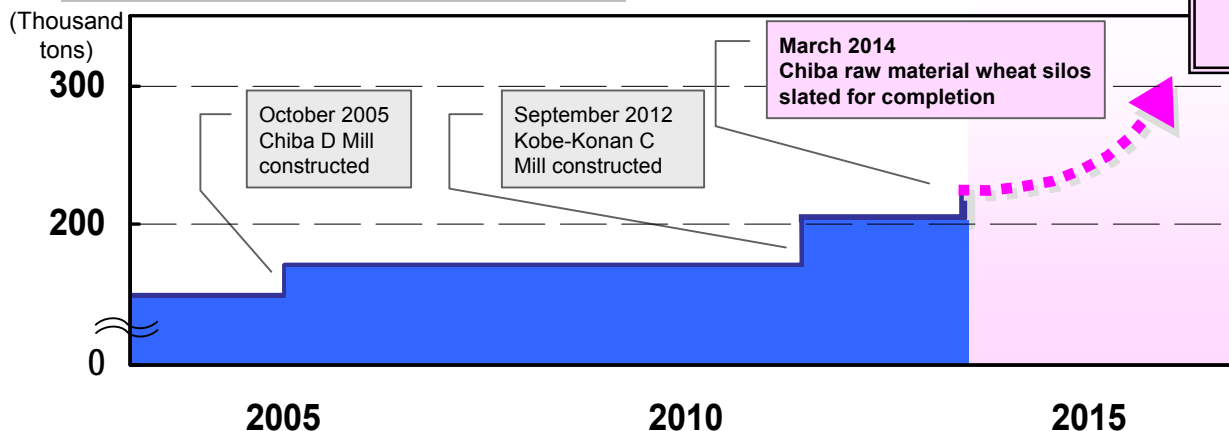 (Thousand
tons)
300
200
0
October 2005
Chiba D Mill
constructed
September 2012
Kobe-Konan C
Mill constructed
March 2014
Chiba raw material wheat silos
slated for completion
2005
2010
2015